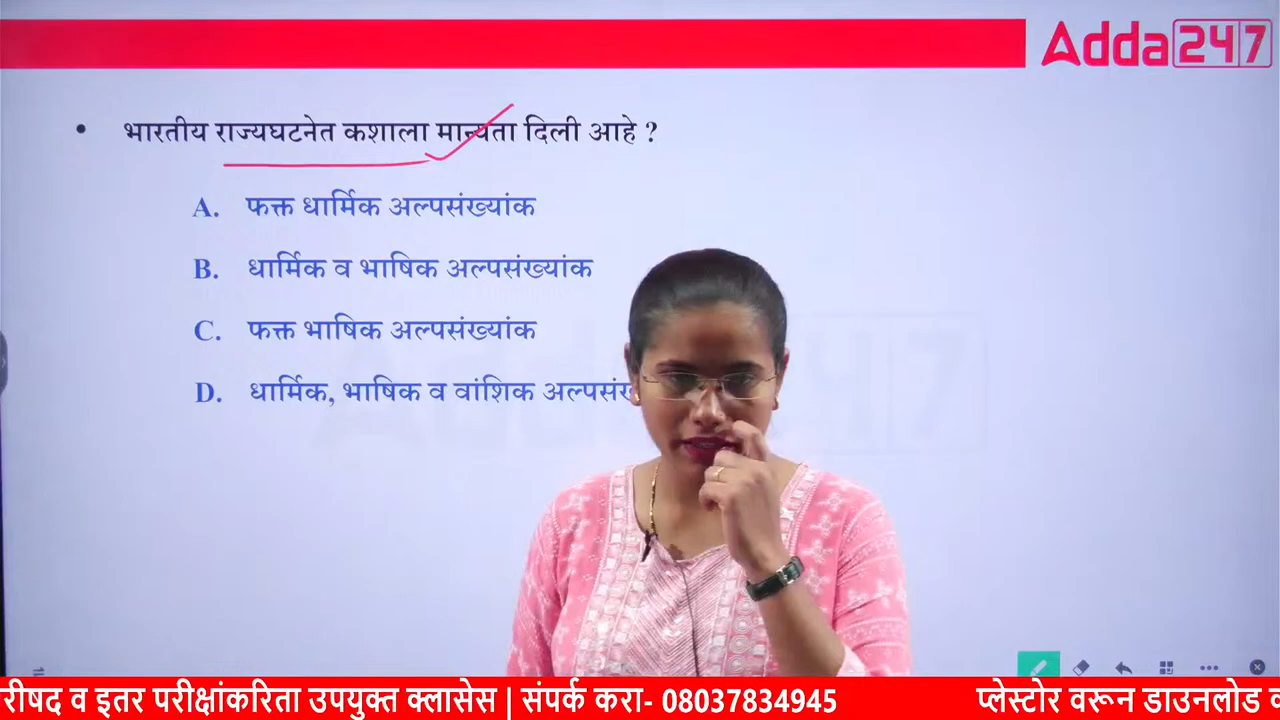 Adda247
• भारतीय राज्यघटनेत कशाला मान्यता दिली आहे ?
A. फक्त धार्मिक अल्पसंख्यांक
B. धार्मिक व भाषिक अल्पसंख्यांक
C. फक्त भाषिक अल्पसंख्यांक
D. धार्मिक, भाषिक व वांशिक
रीषद व इतर परीक्षांकरिता उपयुक्त क्लासेस | संपर्क करा- 08037834945 प्लेस्टोर वरून डाउनलोड